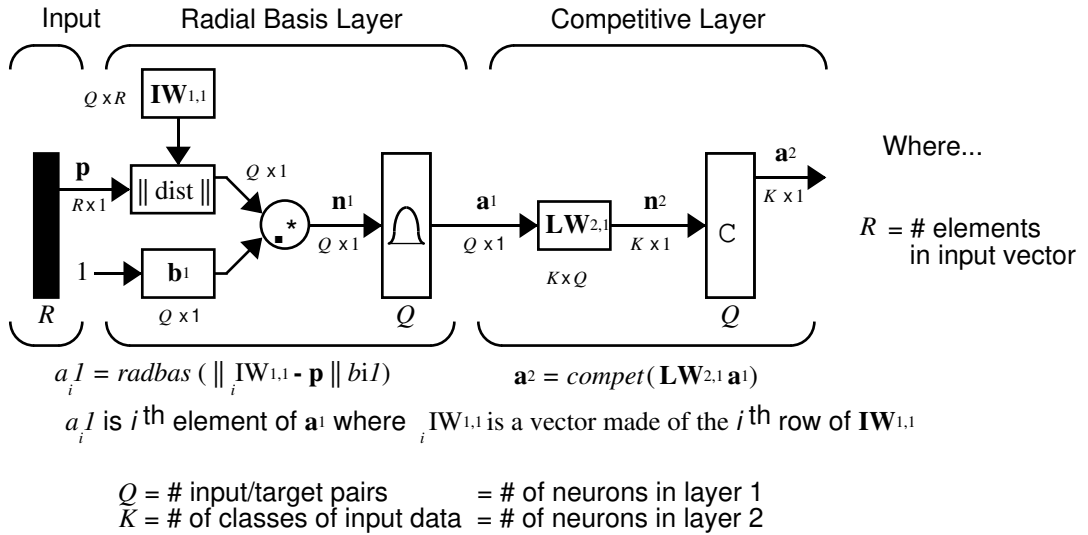 Input Radial Basis Layer Competitive Layer
Q x R IW1,1
p
R x 1
|| dist ||
Q x 1
.*
n1
Q x 1
a1
Q x 1
LW2,1
K x Q
n2
K x 1
C
a2
K x 1
1
b1
Q x 1
R
Q
Q
Where...
R = # elements
in input vector
ai1 = radbas ( || iIW1,1 - p || bi1)
a2 = compet( LW2,1 a1)
ai1 is i th element of a1 where iIW1,1 is a vector made of the i th row of IW1,1
Q = # input/target pairs = # of neurons in layer 1
K = # of classes of input data = # of neurons in layer 2